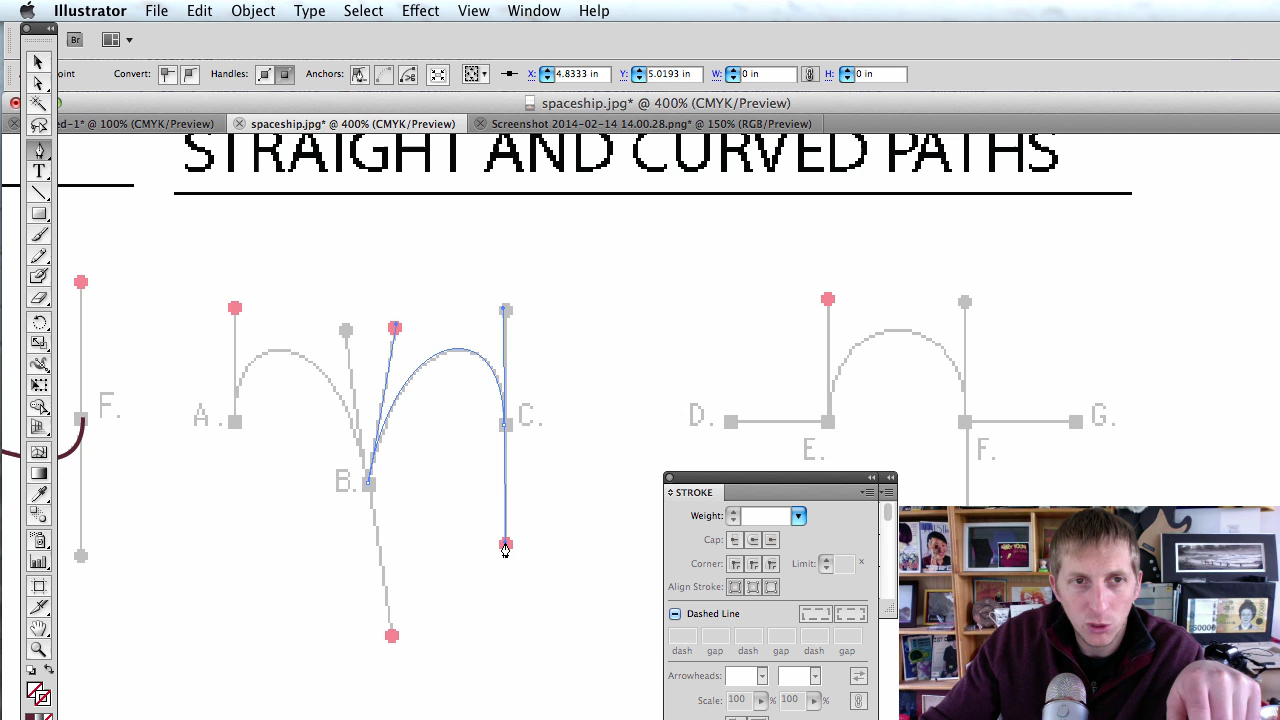 Illustrator File Edit Object Type Select Effect View Window Help
Br
oint Convert: Handles: Anchors: X: 4.8333 in Y: 5.0193 in W: 0 in H: 0 in
spaceship.jpg* @ 400% (CMYK/Preview)
ed-1* @ 100% (CMYK/Preview) spaceship.jpg* @ 400% (CMYK/Preview) Screenshot 2014-02-14 14.00.28.png* @ 150% (RGB/Preview)
STRAIGHT AND CURVED PATHS
T
F.
A. C. D. G.
E. F.
B.
STROKE
Weight:
Cap:
Corner: Limit: x
Align Stroke:
Dashed Line
dash gap dash gap dash gap
Arrowheads:
Scale: 100 % 100 %